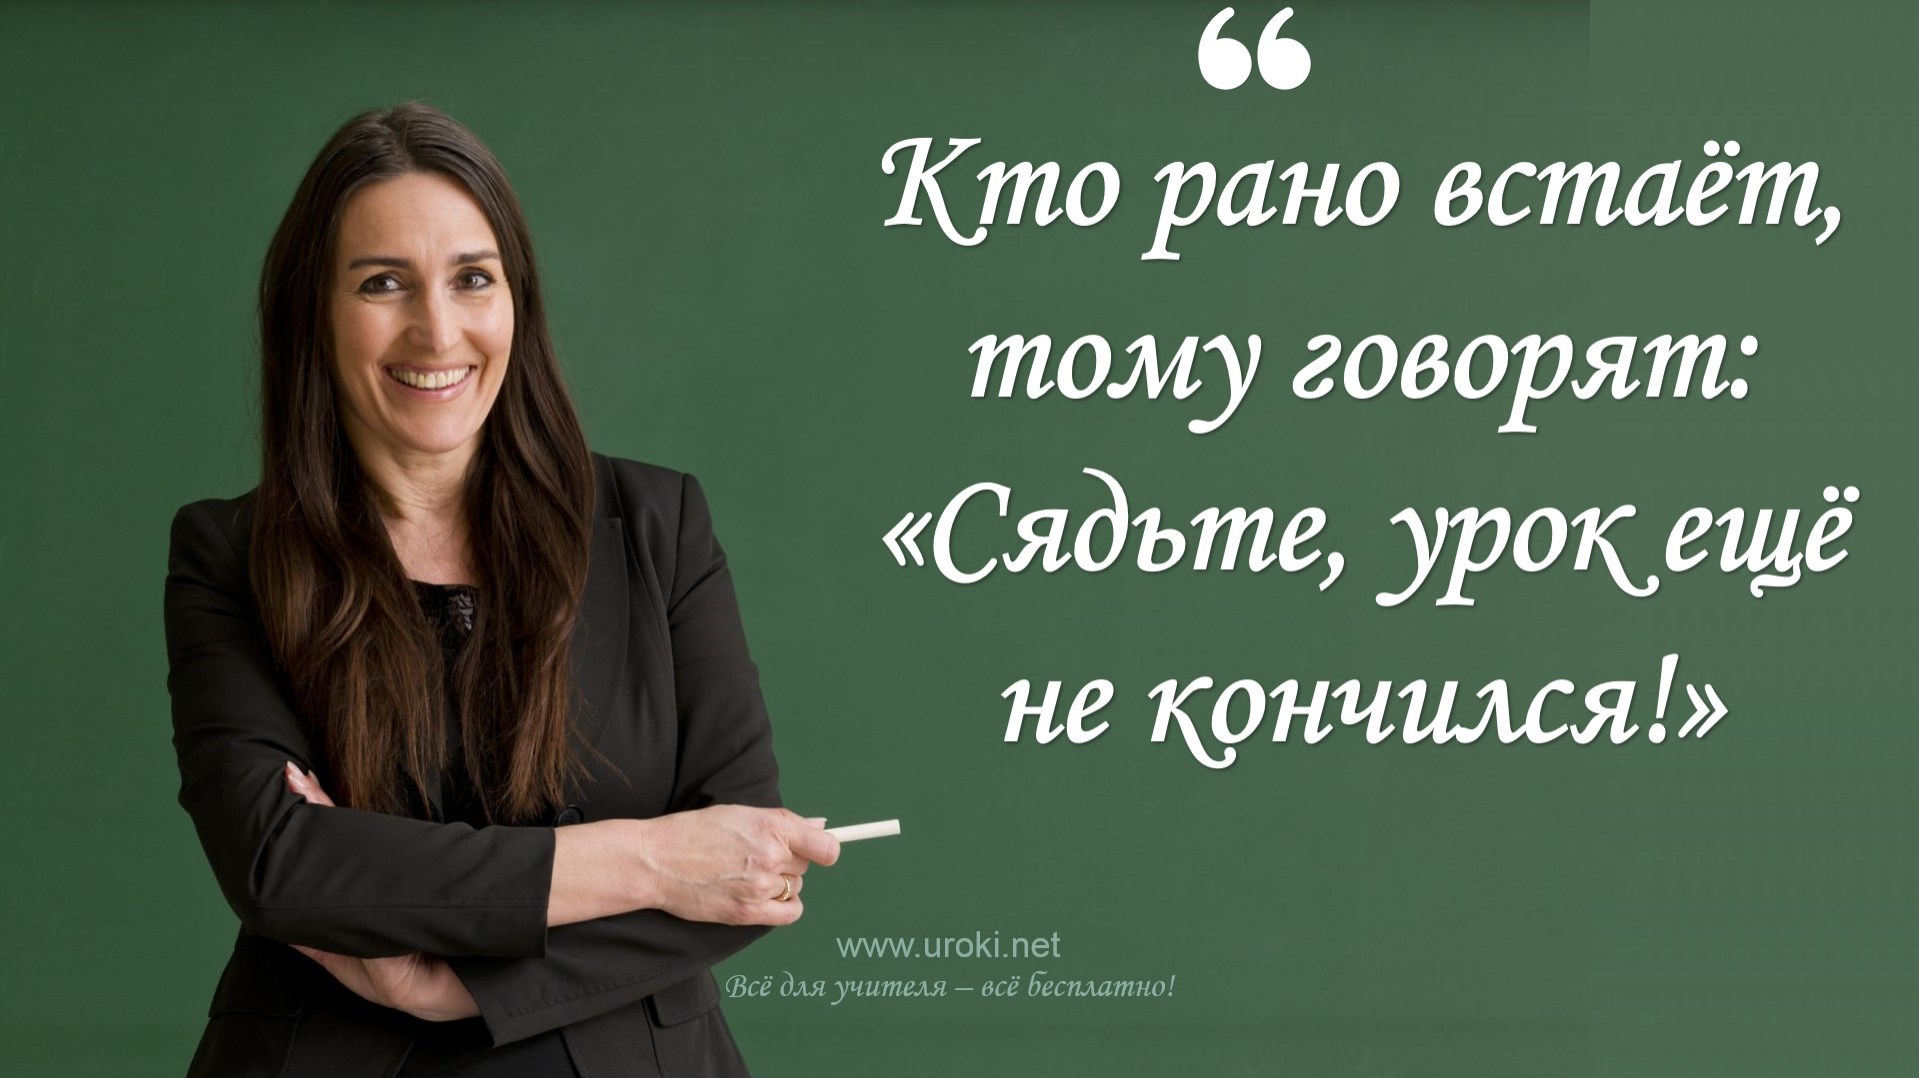 “
Кто рано встаёт,
тому говорят:
«Сядьте, урок ещё
не кончился!»
www.uroki.net
Всё для учителя – всё бесплатно!